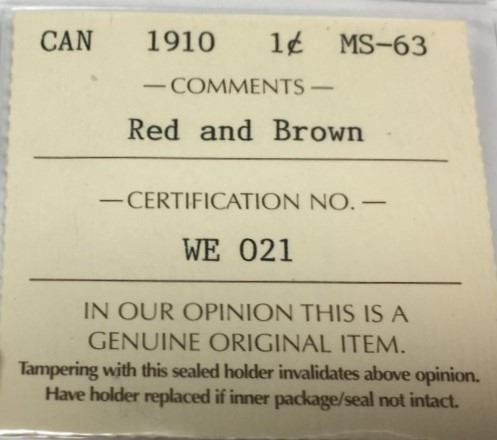 CAN 1910 1¢ MS-63
— COMMENTS —
Red and Brown
— CERTIFICATION NO. —
WE 021
IN OUR OPINION THIS IS A
GENUINE ORIGINAL ITEM.
Tampering with this sealed holder invalidates above opinion.
Have holder replaced if inner package/seal not intact.